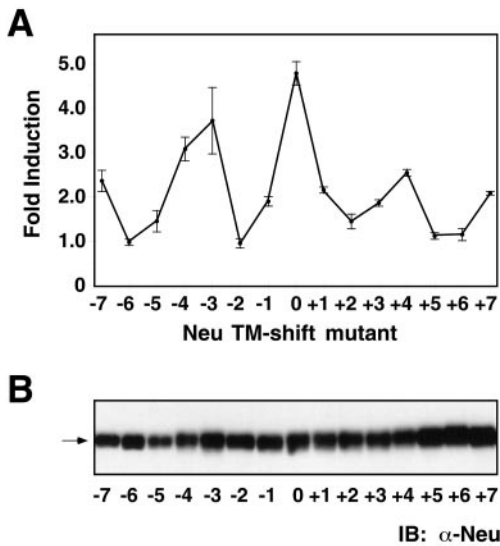 A
Fold Induction
5.0
4.0
3.0
2.0
1.0
0
-7 -6 -5 -4 -3 -2 -1 0 +1 +2 +3 +4 +5 +6 +7
Neu TM-shift mutant
B
-7 -6 -5 -4 -3 -2 -1 0 +1 +2 +3 +4 +5 +6 +7
IB: α-Neu